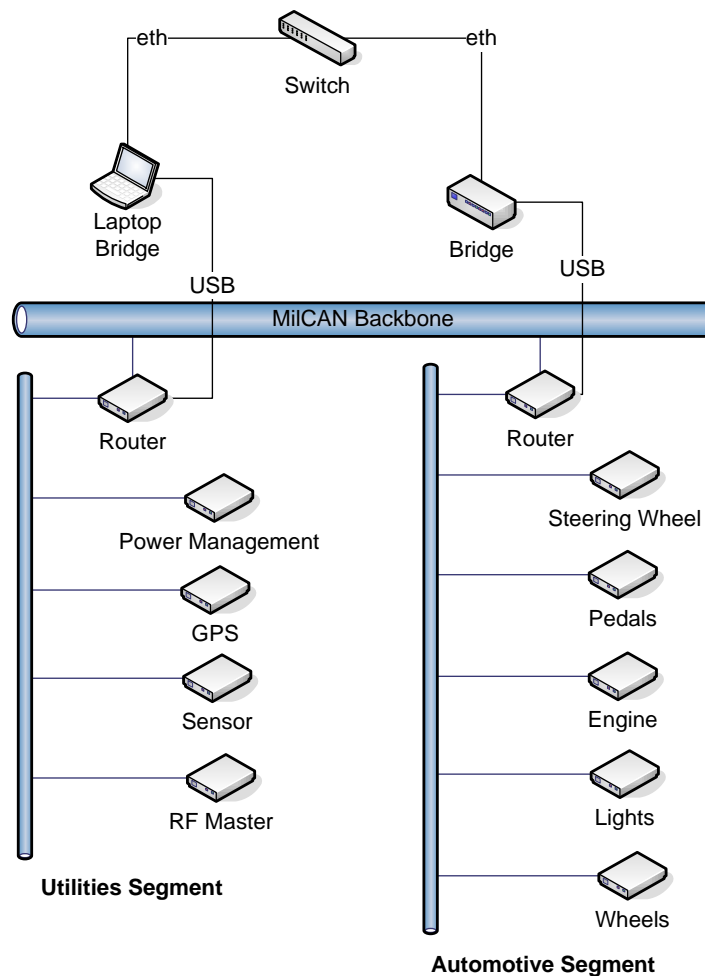 eth
eth
Switch
Laptop
Bridge
Bridge
USB
USB
MilCAN Backbone
Router
Router
Power Management
GPS
Sensor
RF Master
Utilities Segment
Steering Wheel
Pedals
Engine
Lights
Wheels
Automotive Segment